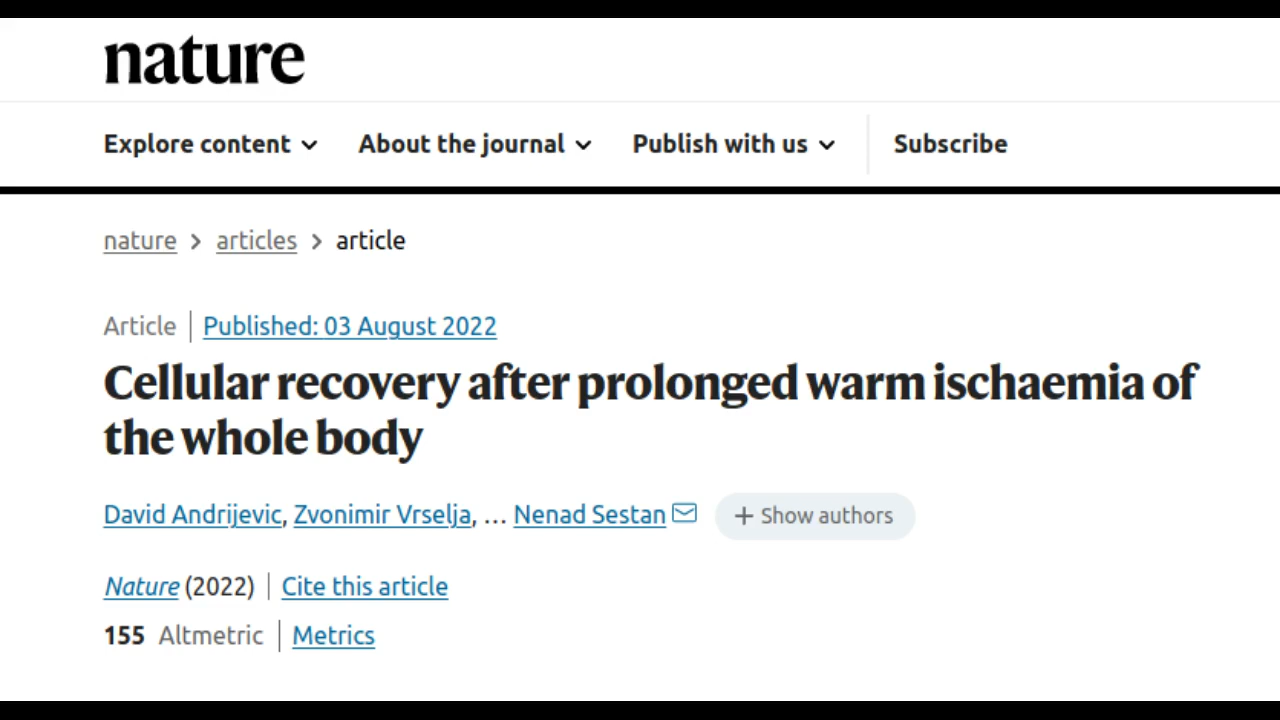 nature
Explore content About the journal Publish with us Subscribe
nature > articles > article
Article | Published: 03 August 2022
Cellular recovery after prolonged warm ischaemia of
the whole body
David Andrijevic, Zvonimir Vrselja, … Nenad Sestan + Show authors
Nature (2022) | Cite this article
155 Altmetric | Metrics